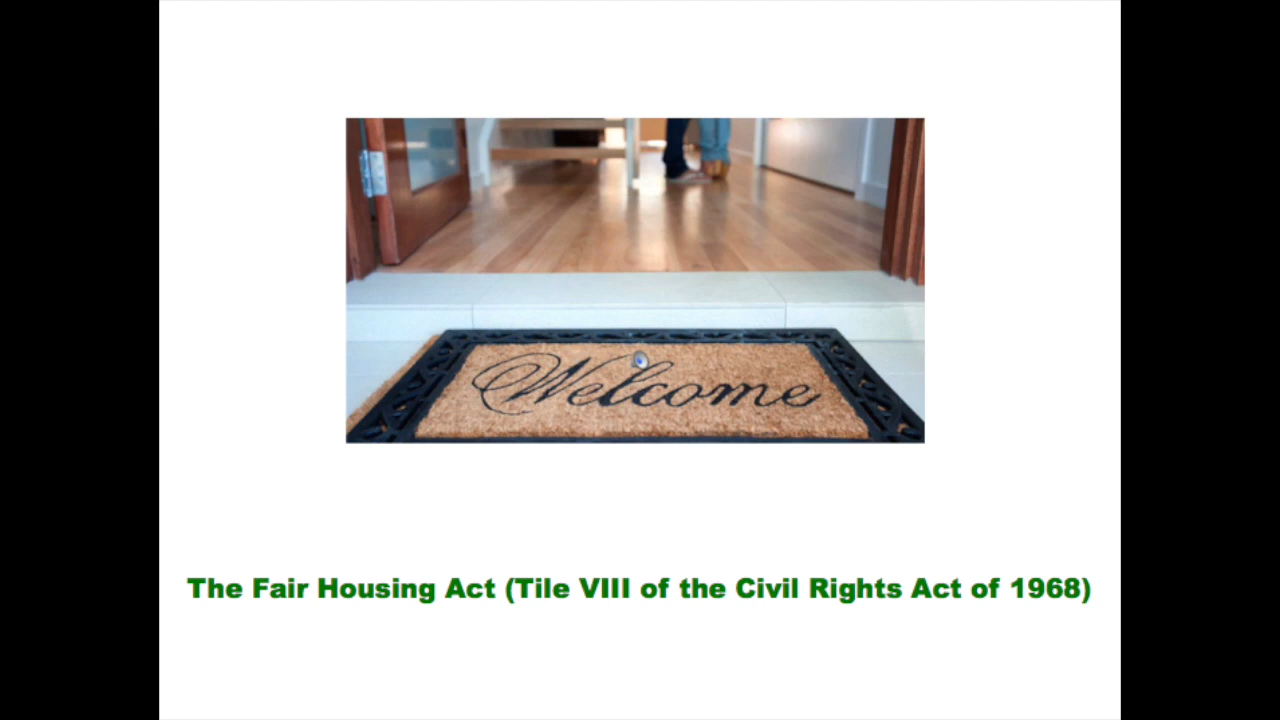 Welcome
The Fair Housing Act (Tile VIII of the Civil Rights Act of 1968)